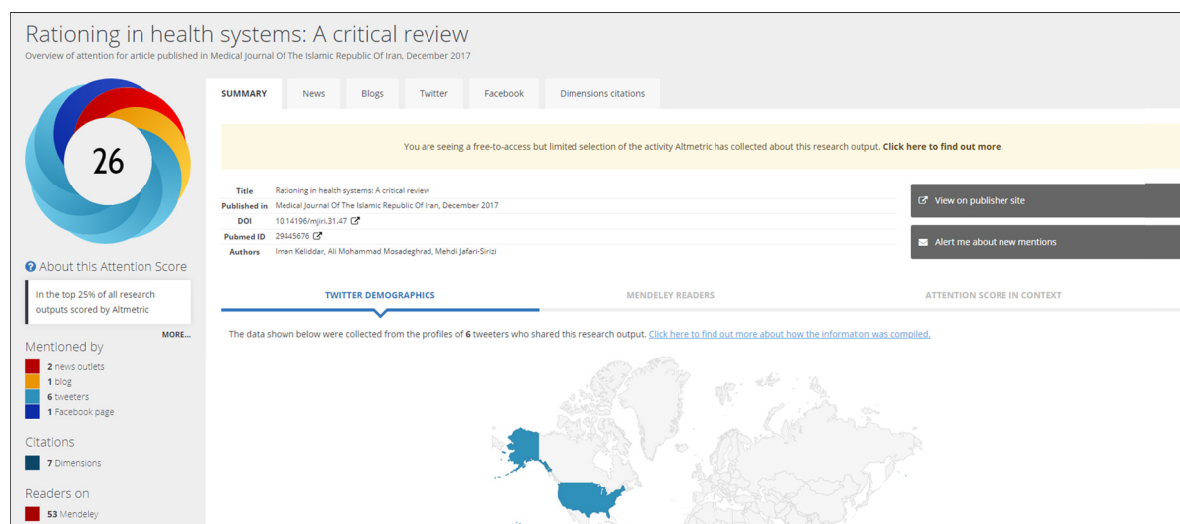 Rationing in health systems: A critical review
Overview of attention for article published in Medical Journal Of The Islamic Republic Of Iran, December 2017
26
SUMMARY News Blogs Twitter Facebook Dimensions citations
You are seeing a free-to-access but limited selection of the activity Altmetric has collected about this research output. Click here to find out more
Title Rationing in health systems: A critical review
Published in Medical Journal Of The Islamic Republic Of Iran, December 2017
DOI 10.14196/mjiri.31.47
Pubmed ID 29445676
Authors Iman Keliddar, Ali Mohammad Mosadeghrad, Mehdi Jafari-Sirizi
View on publisher site
Alert me about new mentions
About this Attention Score
In the top 25% of all research
outputs scored by Altmetric
MORE...
Mentioned by
2 news outlets
1 blog
6 tweeters
1 Facebook page
Citations
7 Dimensions
Readers on
53 Mendeley
TWITTER DEMOGRAPHICS MENDELEY READERS ATTENTION SCORE IN CONTEXT
The data shown below were collected from the profiles of 6 tweeters who shared this research output. Click here to find out more about how the information was compiled.